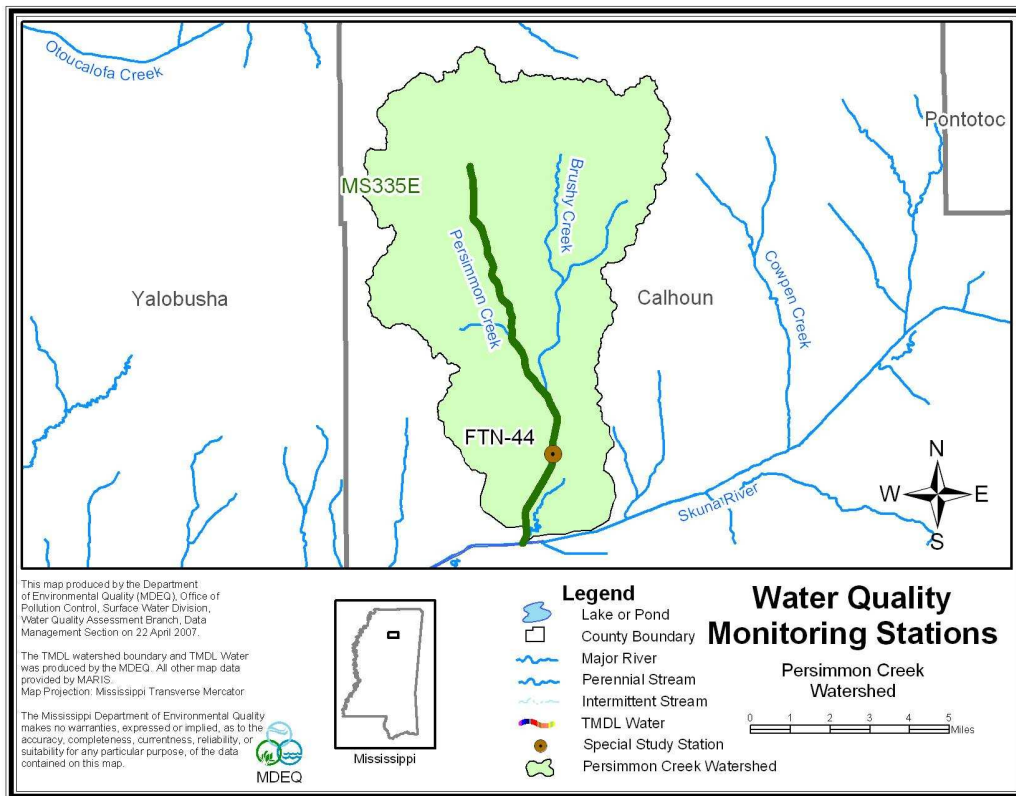 Otoucalofa Creek
Pontotoc
MS335E
Brushy Creek
Persimmon Creek
Cowpen Creek
Yalobusha
Calhoun
FTN-44
Skuna River
N
W
E
S
This map produced by the Department
of Environmental Quality (MDEQ), Office of
Pollution Control, Surface Water Division,
Water Quality Assessment Branch, Data
Management Section on 22 April 2007.
The TMDL watershed boundary and TMDL Water
was produced by the MDEQ. All other map data
provided by MARIS.
Map Projection: Mississippi Transverse Mercator
The Mississippi Department of Environmental Quality
makes no warranties, expressed or implied, as to the
accuracy, completeness, currentness, reliability, or
suitability for any particular purpose, of the data
contained on this map.
MDEQ
Mississippi
Legend
Lake or Pond
County Boundary
Major River
Perennial Stream
Intermittent Stream
TMDL Water
Special Study Station
Persimmon Creek Watershed
Water Quality
Monitoring Stations
Persimmon Creek
Watershed
0 1 2 3 4 5
Miles